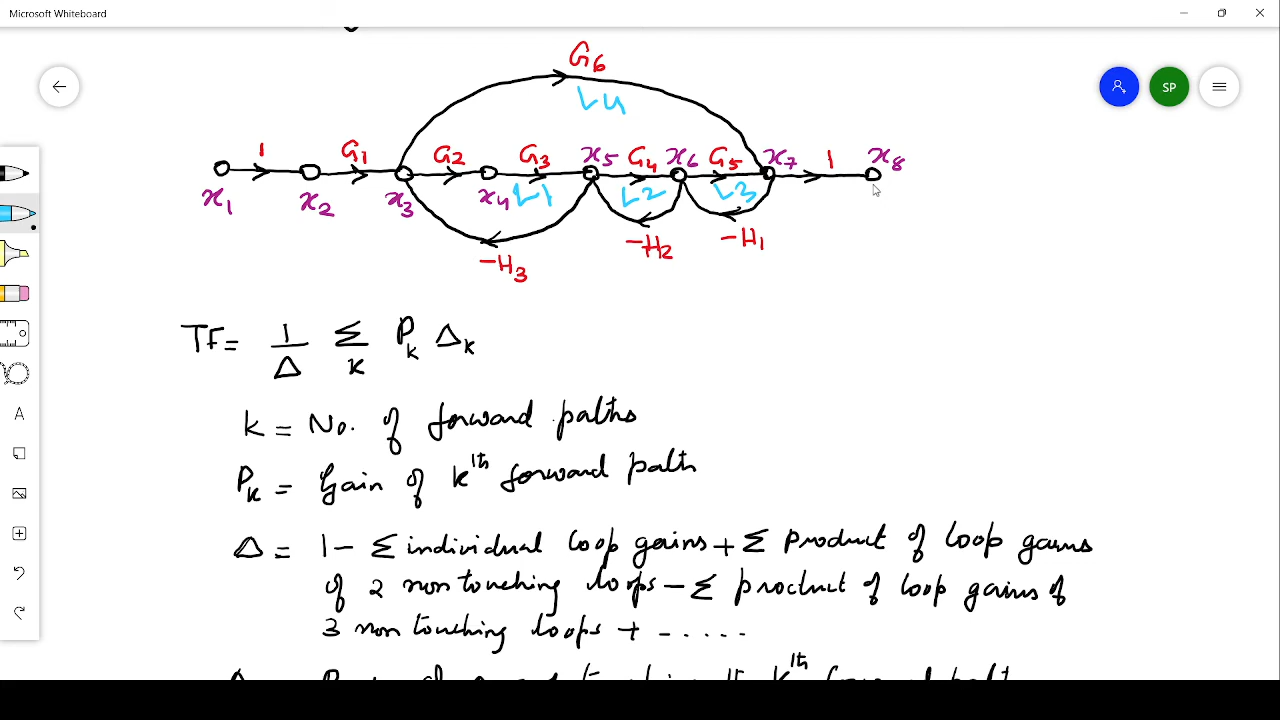 Microsoft Whiteboard
SP
G6
L4
1 G1 G2 G3 x5 G4 x6 G5 x7 1 x8
x1 x2 x3 x4 L1 L2 L3
-H3 -H2 -H1
TF = 1/Δ Σ_K P_K Δ_K
K = No. of forward paths
P_K = Gain of K^th forward path
Δ = 1 - Σ individual loop gains + Σ product of loop gains
of 2 non touching loops - Σ product of loop gains of
3 non touching loops + - . . . . .
A